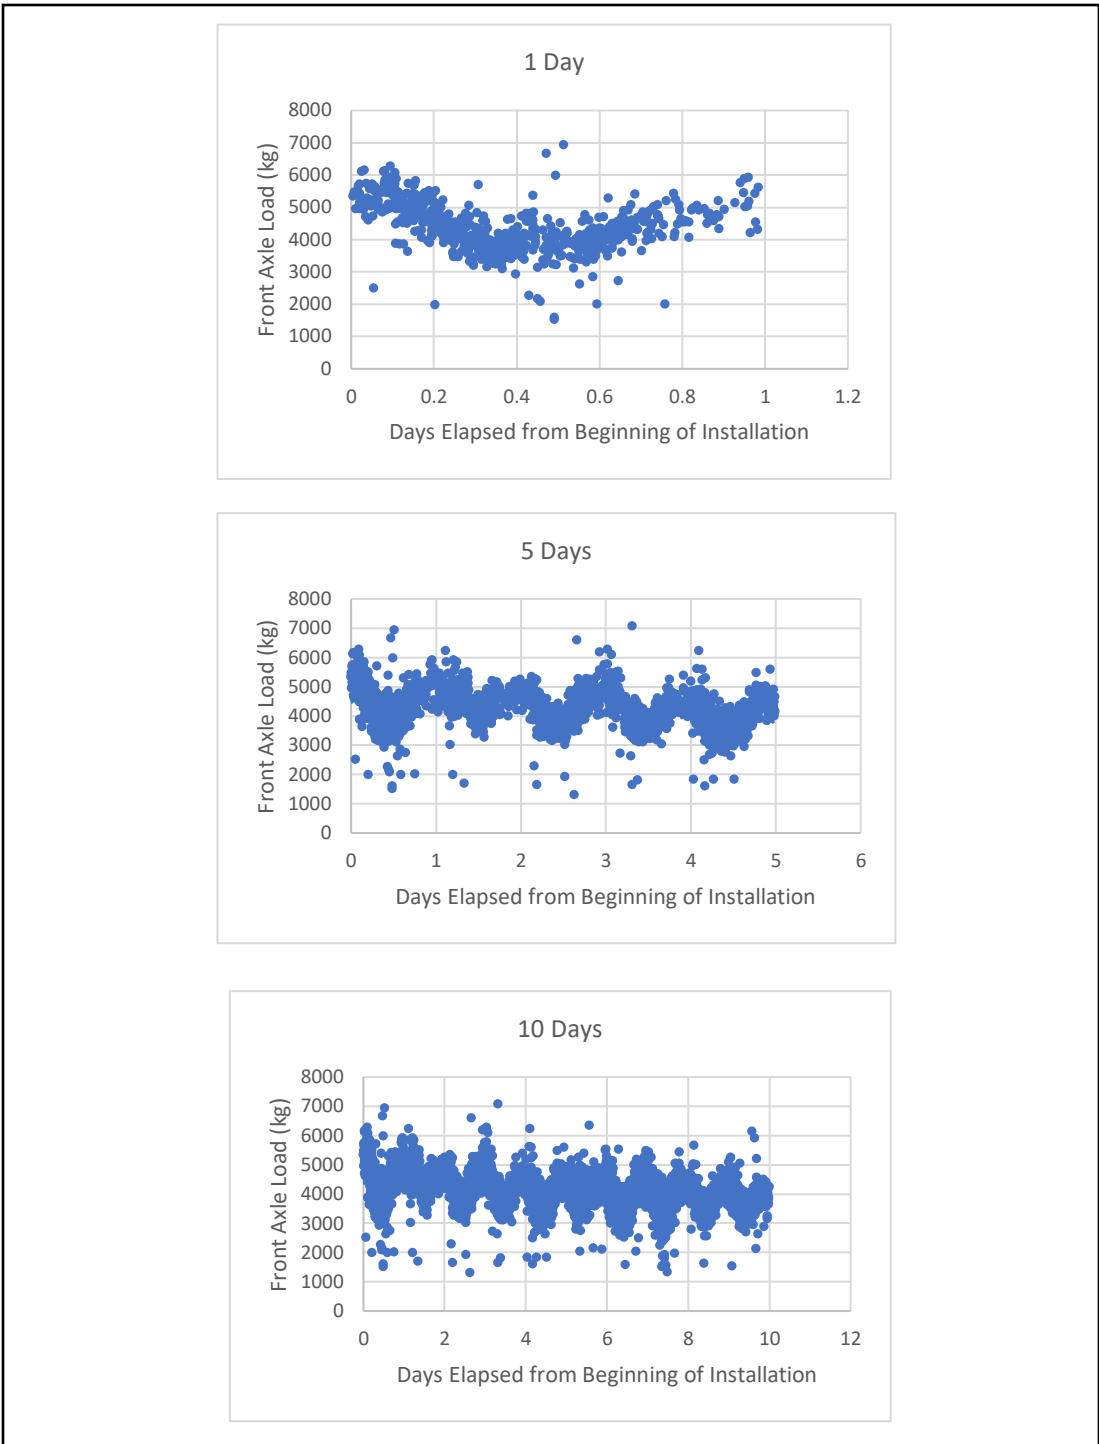 1 Day
8000
7000
6000
5000
4000
3000
2000
1000
0
Front Axle Load (kg)
0 0.2 0.4 0.6 0.8 1 1.2
Days Elapsed from Beginning of Installation
5 Days
8000
7000
6000
5000
4000
3000
2000
1000
0
Front Axle Load (kg)
0 1 2 3 4 5 6
Days Elapsed from Beginning of Installation
10 Days
8000
7000
6000
5000
4000
3000
2000
1000
0
Front Axle Load (kg)
0 2 4 6 8 10 12
Days Elapsed from Beginning of Installation